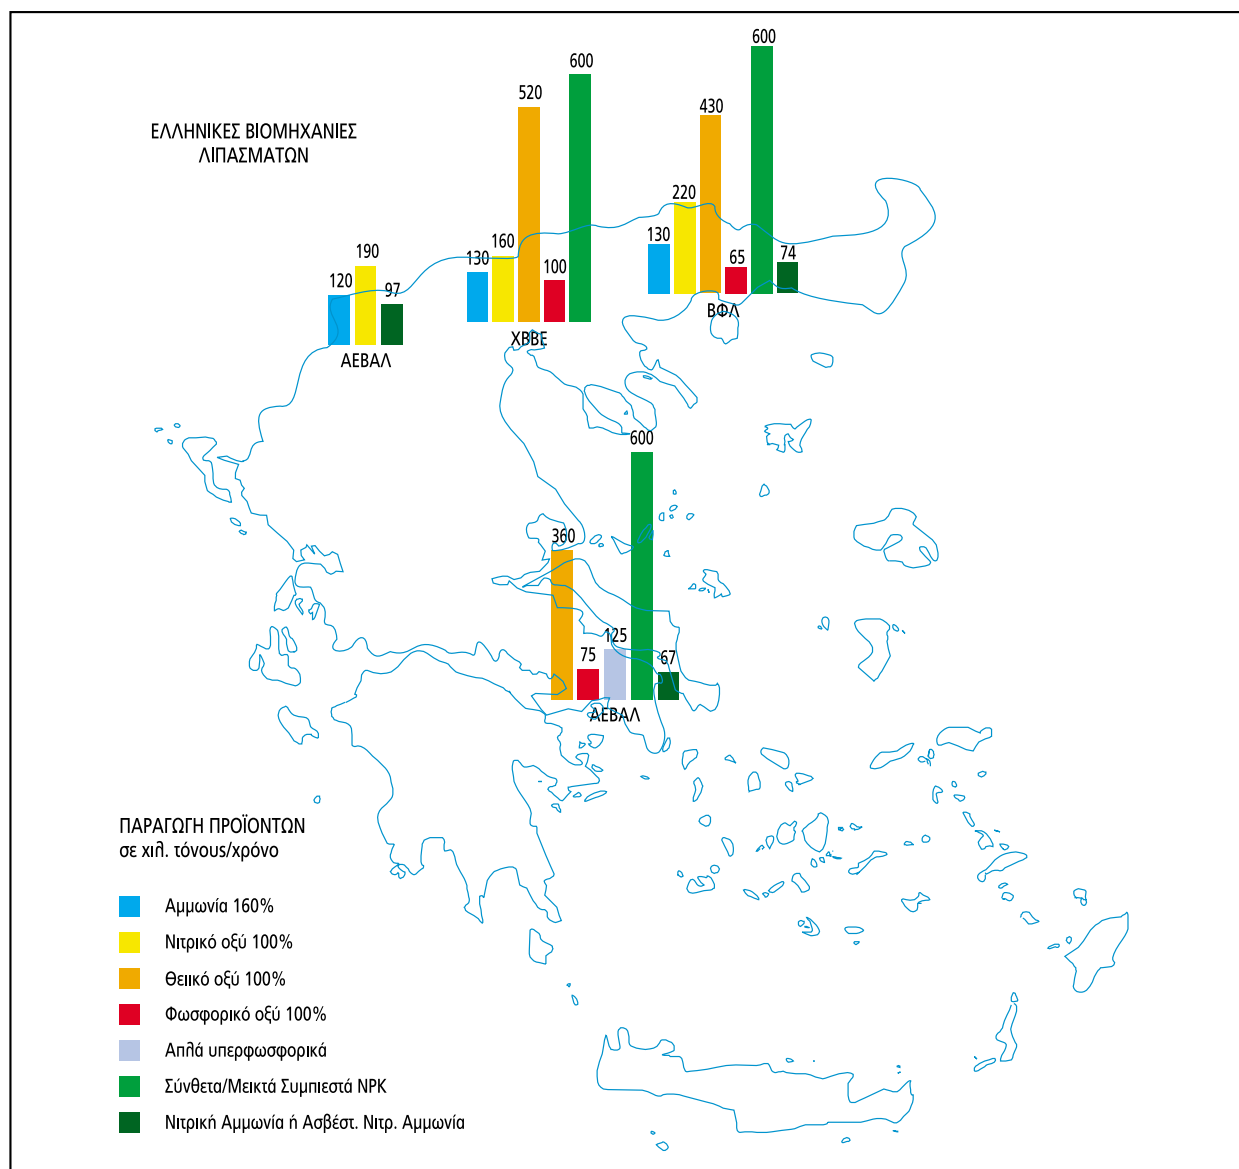 ΕΛΛΗΝΙΚΕΣ ΒΙΟΜΗΧΑΝΙΕΣ
ΛΙΠΑΣΜΑΤΩΝ
120
190
97
ΑΕΒΑΛ
130
160
520
100
600
ΧΒΒΕ
130
220
430
65
600
74
ΒΦΛ
360
75
125
600
67
ΑΕΒΑΛ
ΠΑΡΑΓΩΓΗ ΠΡΟΪΟΝΤΩΝ
σε χιλ. τόνους/χρόνο
Αμμωνία 160%
Νιτρικό οξύ 100%
Θειικό οξύ 100%
Φωσφορικό οξύ 100%
Απλά υπερφωσφορικά
Σύνθετα/Μεικτά Συμπιεστά NPK
Νιτρική Αμμωνία ή Ασβέστ. Νιτρ. Αμμωνία